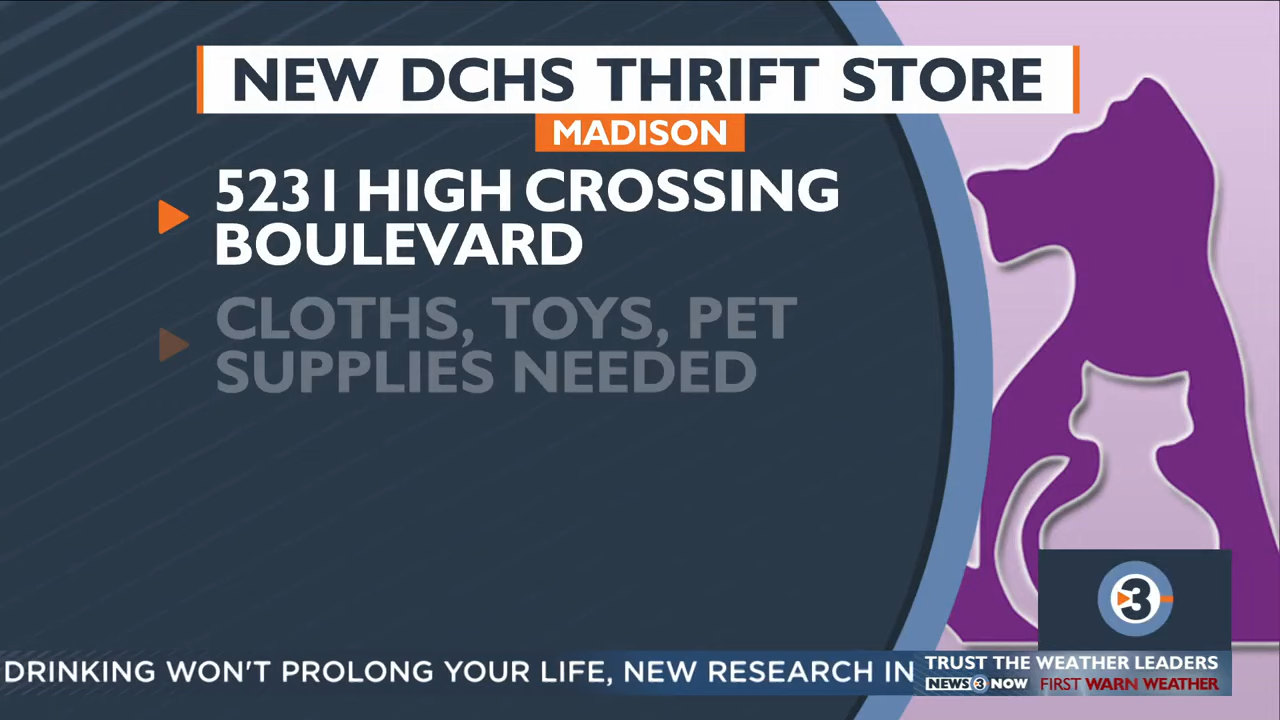 NEW DCHS THRIFT STORE
MADISON
5231 HIGH CROSSING
BOULEVARD
CLOTHS, TOYS, PET
SUPPLIES NEEDED
3
DRINKING WON'T PROLONG YOUR LIFE, NEW RESEARCH IN
TRUST THE WEATHER LEADERS
NEWS 3 NOW FIRST WARN WEATHER